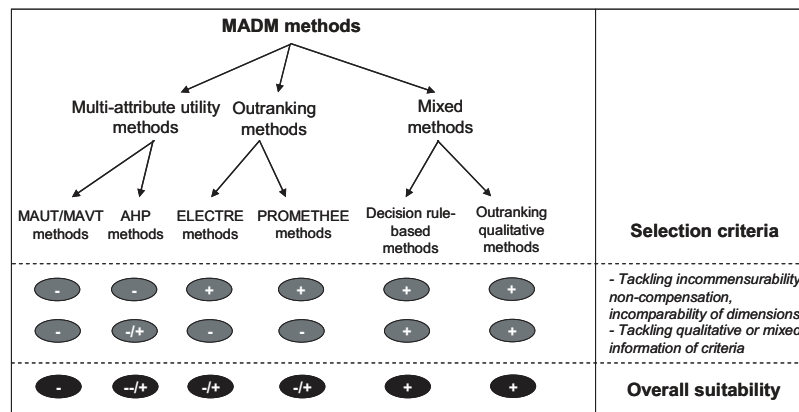 MADM methods
Multi-attribute utility Outranking Mixed
methods methods methods
MAUT/MAVT AHP ELECTRE PROMETHEE Decision rule- Outranking
methods methods methods methods based qualitative
methods methods
Selection criteria
- - + + + +
- Tackling incommensurability,
non-compensation,
incomparability of dimensions
- -/+ - - + +
- Tackling qualitative or mixed
information of criteria
- --/+ -/+ -/+ + +
Overall suitability